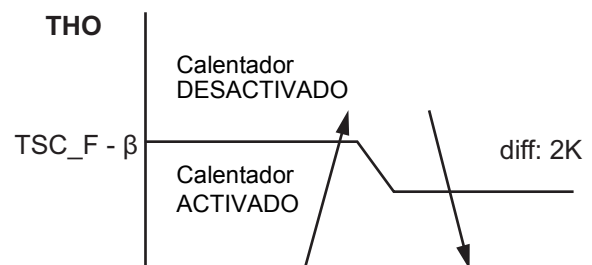 THO
Calentador
DESACTIVADO
TSC_F - β
diff: 2K
Calentador
ACTIVADO